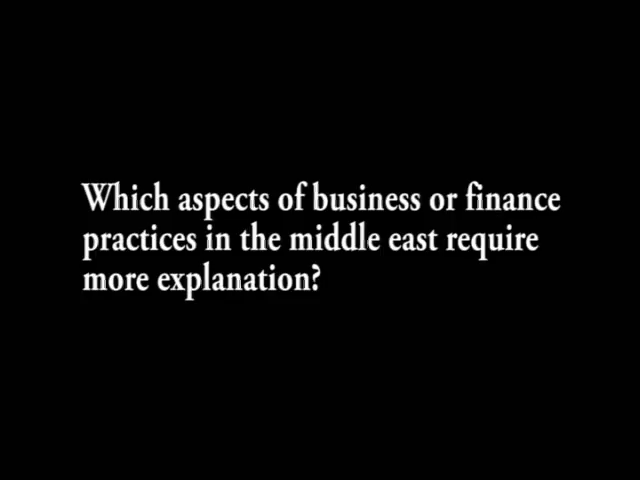 Which aspects of business or finance
practices in the middle east require
more explanation?